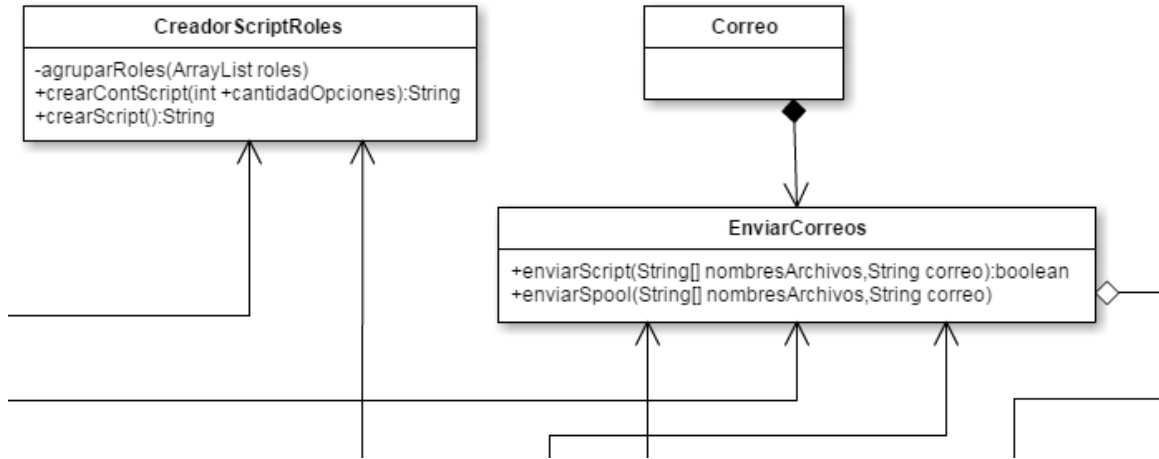 CreadorScriptRoles
-agruparRoles(ArrayList roles)
+crearContScript(int +cantidadOpciones):String
+crearScript():String
Correo
EnviarCorreos
+enviarScript(String[] nombresArchivos,String correo):boolean
+enviarSpool(String[] nombresArchivos,String correo)